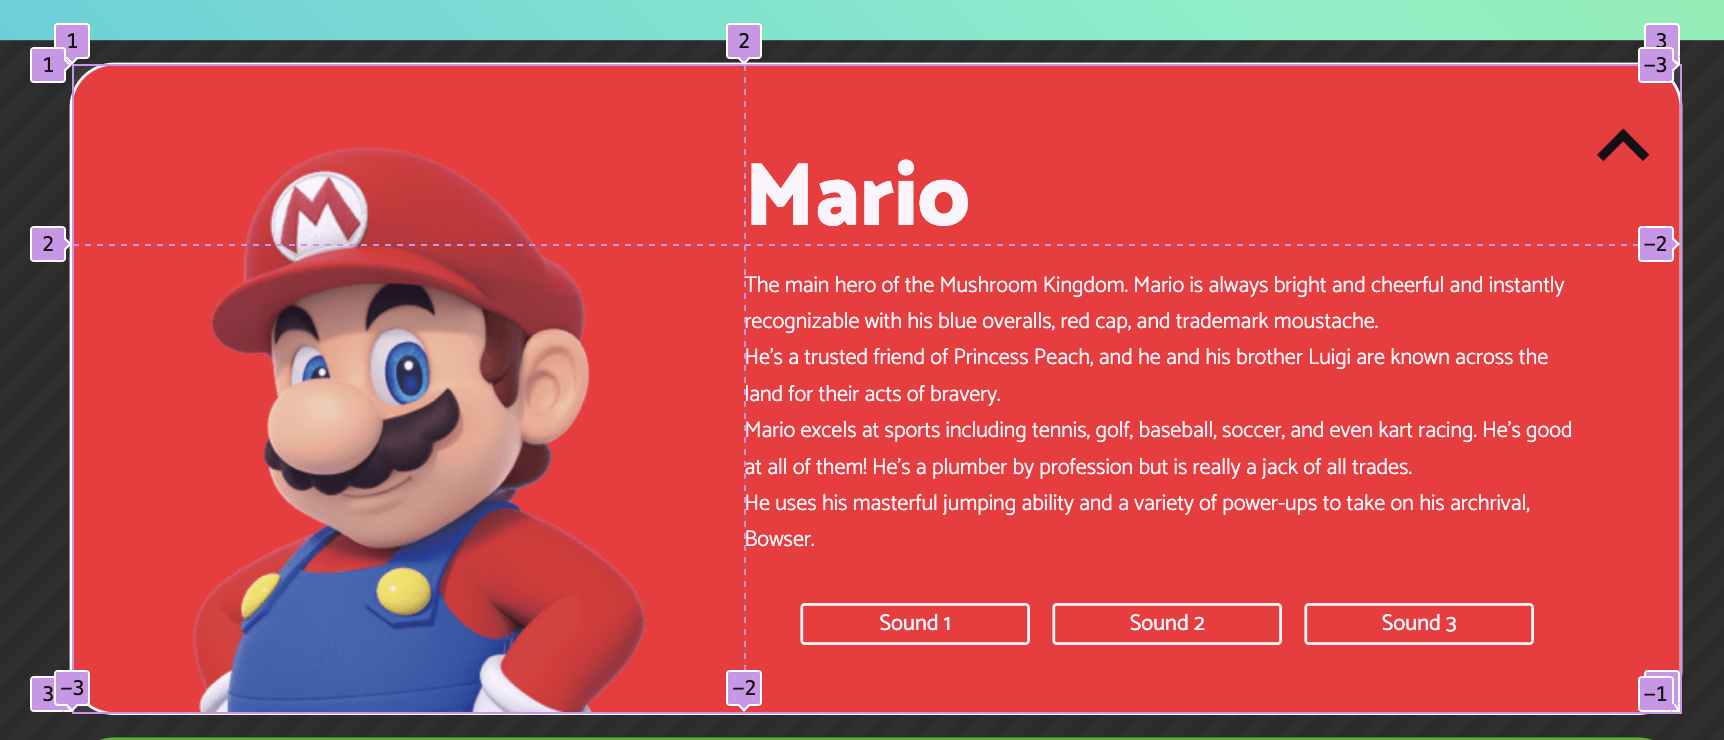 1 2 3
1 –3
M
Mario
2 –2
The main hero of the Mushroom Kingdom. Mario is always bright and cheerful and instantly
recognizable with his blue overalls, red cap, and trademark moustache.
He’s a trusted friend of Princess Peach, and he and his brother Luigi are known across the
land for their acts of bravery.
Mario excels at sports including tennis, golf, baseball, soccer, and even kart racing. He’s good
at all of them! He’s a plumber by profession but is really a jack of all trades.
He uses his masterful jumping ability and a variety of power-ups to take on his archrival,
Bowser.
Sound 1 Sound 2 Sound 3
3 –3 –2 –1